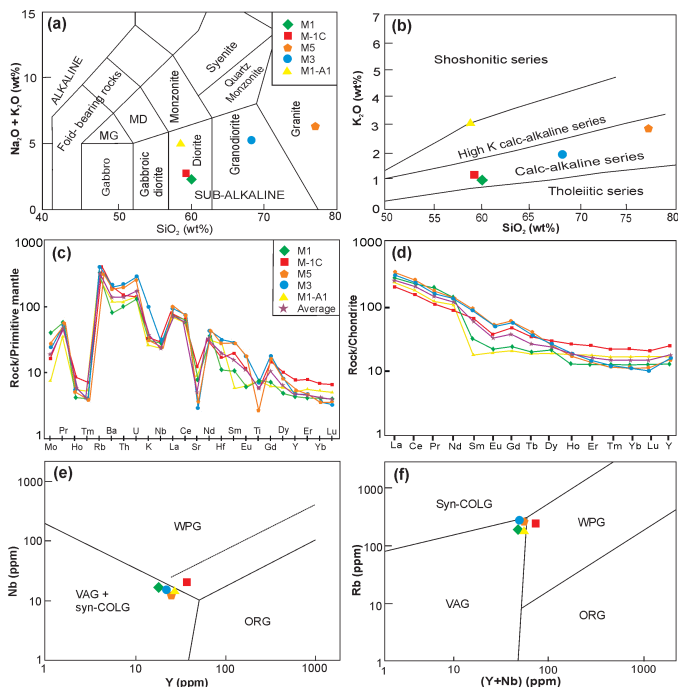 (a)
Na₂O + K₂O (wt%)
15
10
5
0
ALKALINE
Foid- bearing rocks
MG
MD
Monzonite
Syenite
Quartz
Monzonite
Gabbro
Gabbroic
diorite
Diorite
Granodiorite
Granite
SUB-ALKALINE
M1
M-1C
M5
M3
M1-A1
41 50 60 70 80
SiO₂ (wt%)
(b)
K₂O (wt%)
7
6
5
4
3
2
1
0
Shoshonitic series
High K calc-alkaline series
Calc-alkaline series
Tholeiitic series
50 60 70 75 80
SiO₂ (wt%)
(c)
Rock/Primitive mantle
1000
100
10
1
M1
M-1C
M5
M3
M1-A1
Average
Pr Tm Ba U Nb Ce Nd Sm Ti Dy Er Lu
Mo Ho Rb Th K La Sr Hf Eu Gd Y Yb
(d)
Rock/Chondrite
1000
100
10
1
La Ce Pr Nd Sm Eu Gd Tb Dy Ho Er Tm Yb Lu Y
(e)
Nb (ppm)
1000
100
10
1
WPG
VAG +
syn-COLG
ORG
1 10 100 1000
Y (ppm)
(f)
Rb (ppm)
1000
100
10
1
Syn-COLG
WPG
VAG
ORG
1 10 100 1000
(Y+Nb) (ppm)